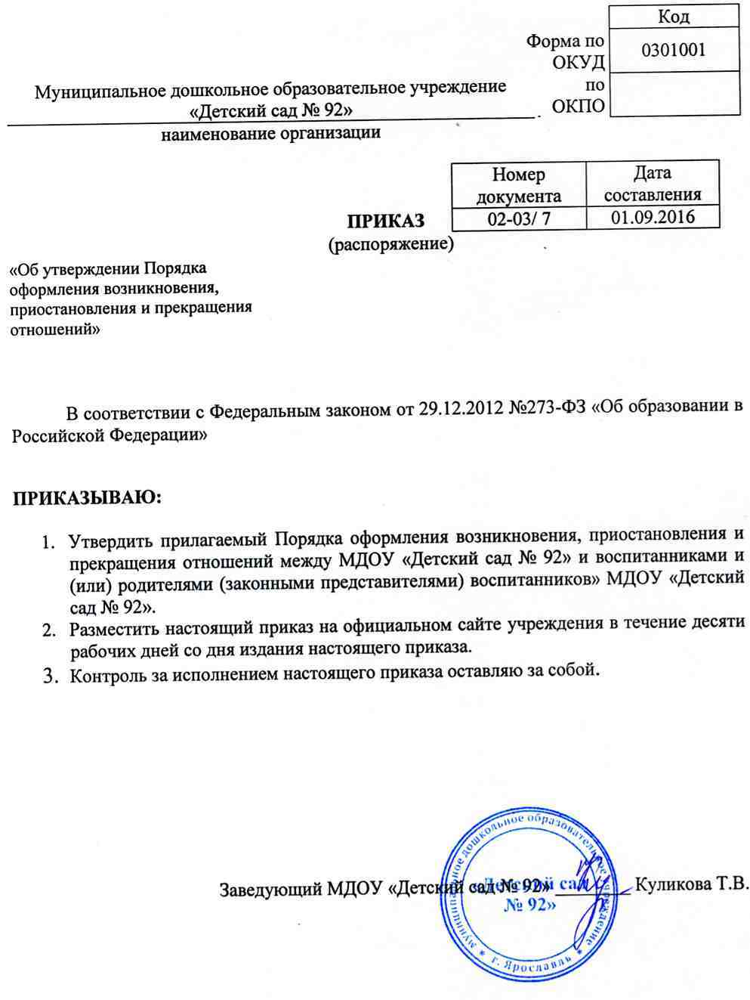 Код
Форма по
ОКУД
0301001
по
ОКПО
Муниципальное дошкольное образовательное учреждение
«Детский сад № 92»
наименование организации
Номер документа
Дата составления
02-03/ 7
01.09.2016
ПРИКАЗ
(распоряжение)
«Об утверждении Порядка
оформления возникновения,
приостановления и прекращения
отношений»
В соответствии с Федеральным законом от 29.12.2012 №273-ФЗ «Об образовании в
Российской Федерации»
ПРИКАЗЫВАЮ:
1. Утвердить прилагаемый Порядка оформления возникновения, приостановления и
прекращения отношений между МДОУ «Детский сад № 92» и воспитанниками и
(или) родителями (законными представителями) воспитанников» МДОУ «Детский
сад № 92».
2. Разместить настоящий приказ на официальном сайте учреждения в течение десяти
рабочих дней со дня издания настоящего приказа.
3. Контроль за исполнением настоящего приказа оставляю за собой.
Заведующий МДОУ «Детский сад № 92» ________ Куликова Т.В.
муниципальное дошкольное образовательное учреждение
* г. Ярославль *
«Детский сад
№ 92»